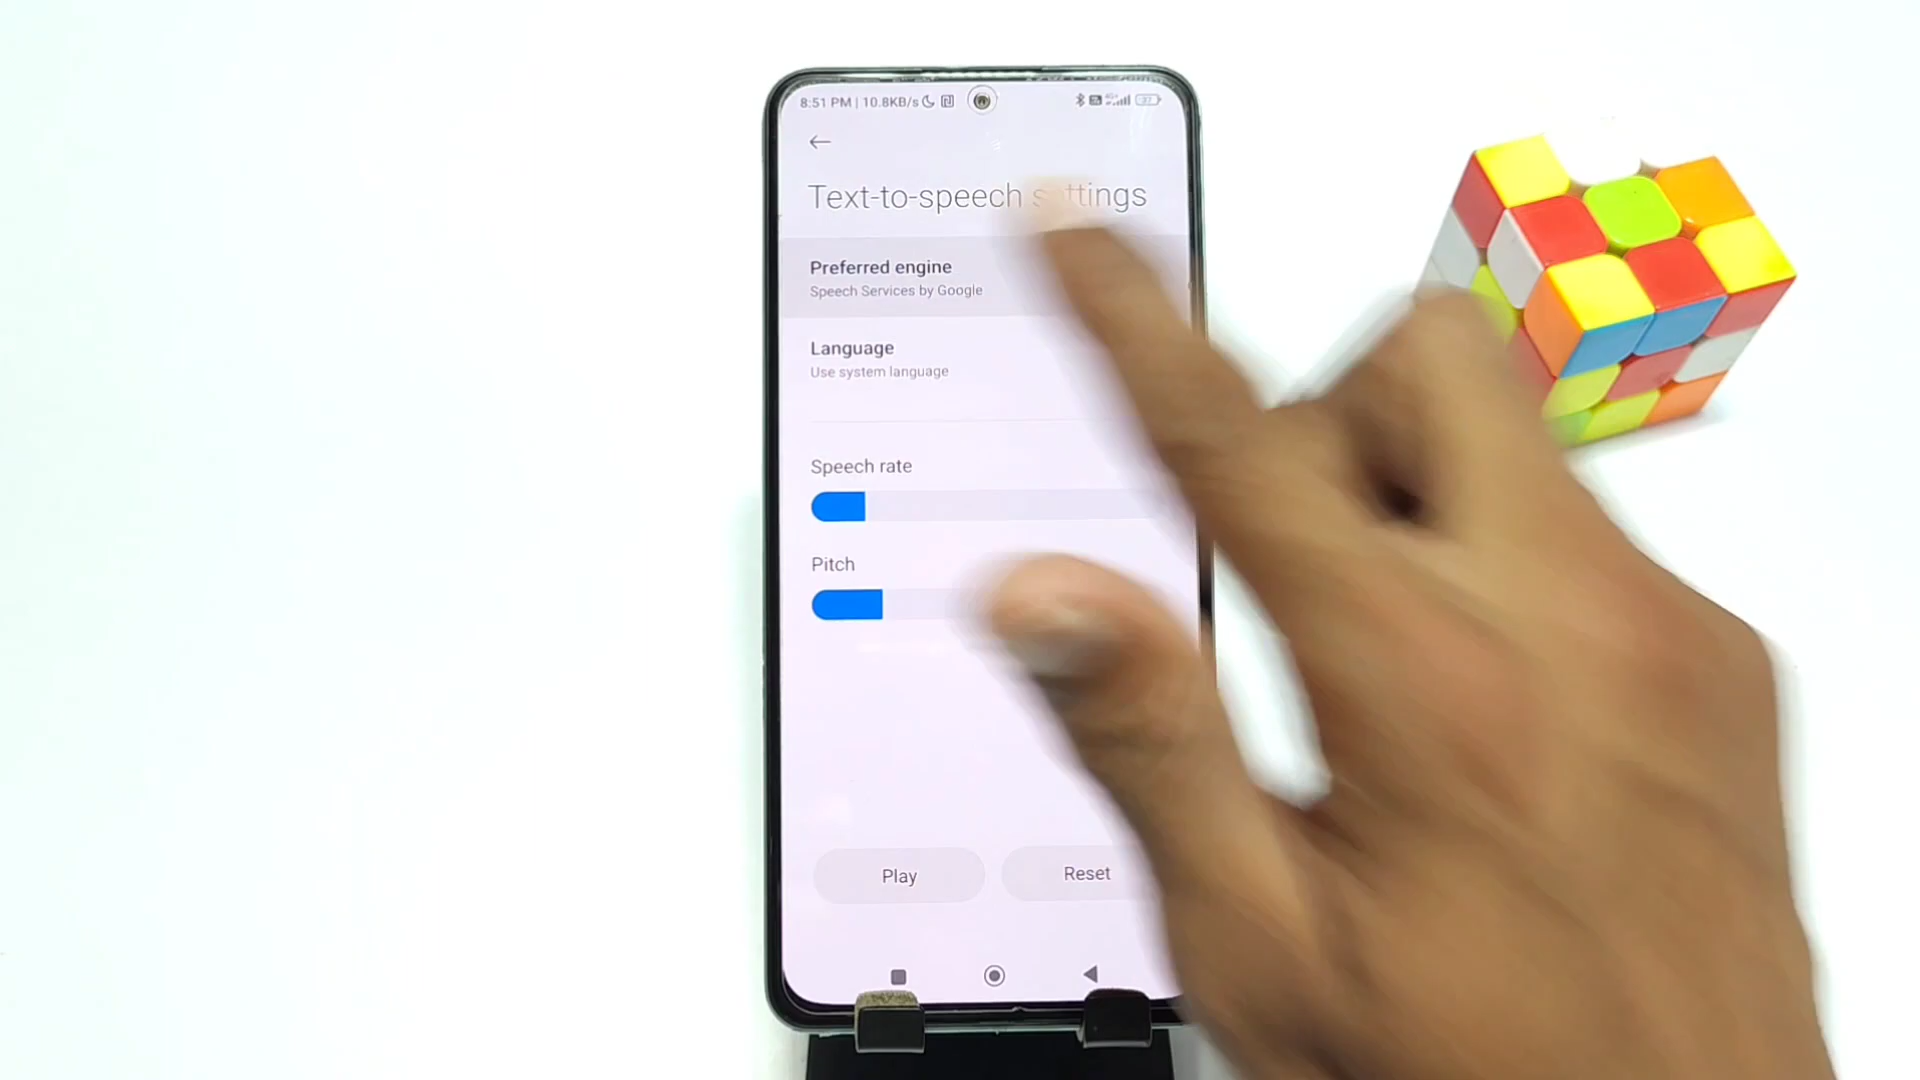 8:51 PM | 10.8KB/s
Text-to-speech settings
Preferred engine
Speech Services by Google
Language
Use system language
Speech rate
Pitch
Play
Reset